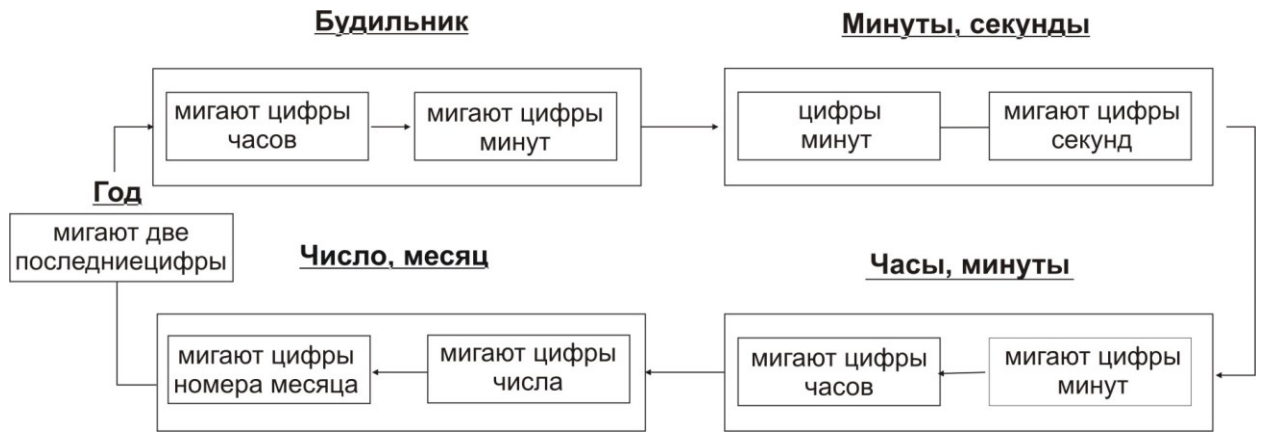 Будильник
Минуты, секунды
мигают цифры
часов
мигают цифры
минут
цифры
минут
мигают цифры
секунд
Год
мигают две
последниецифры
Число, месяц
Часы, минуты
мигают цифры
номера месяца
мигают цифры
числа
мигают цифры
часов
мигают цифры
минут